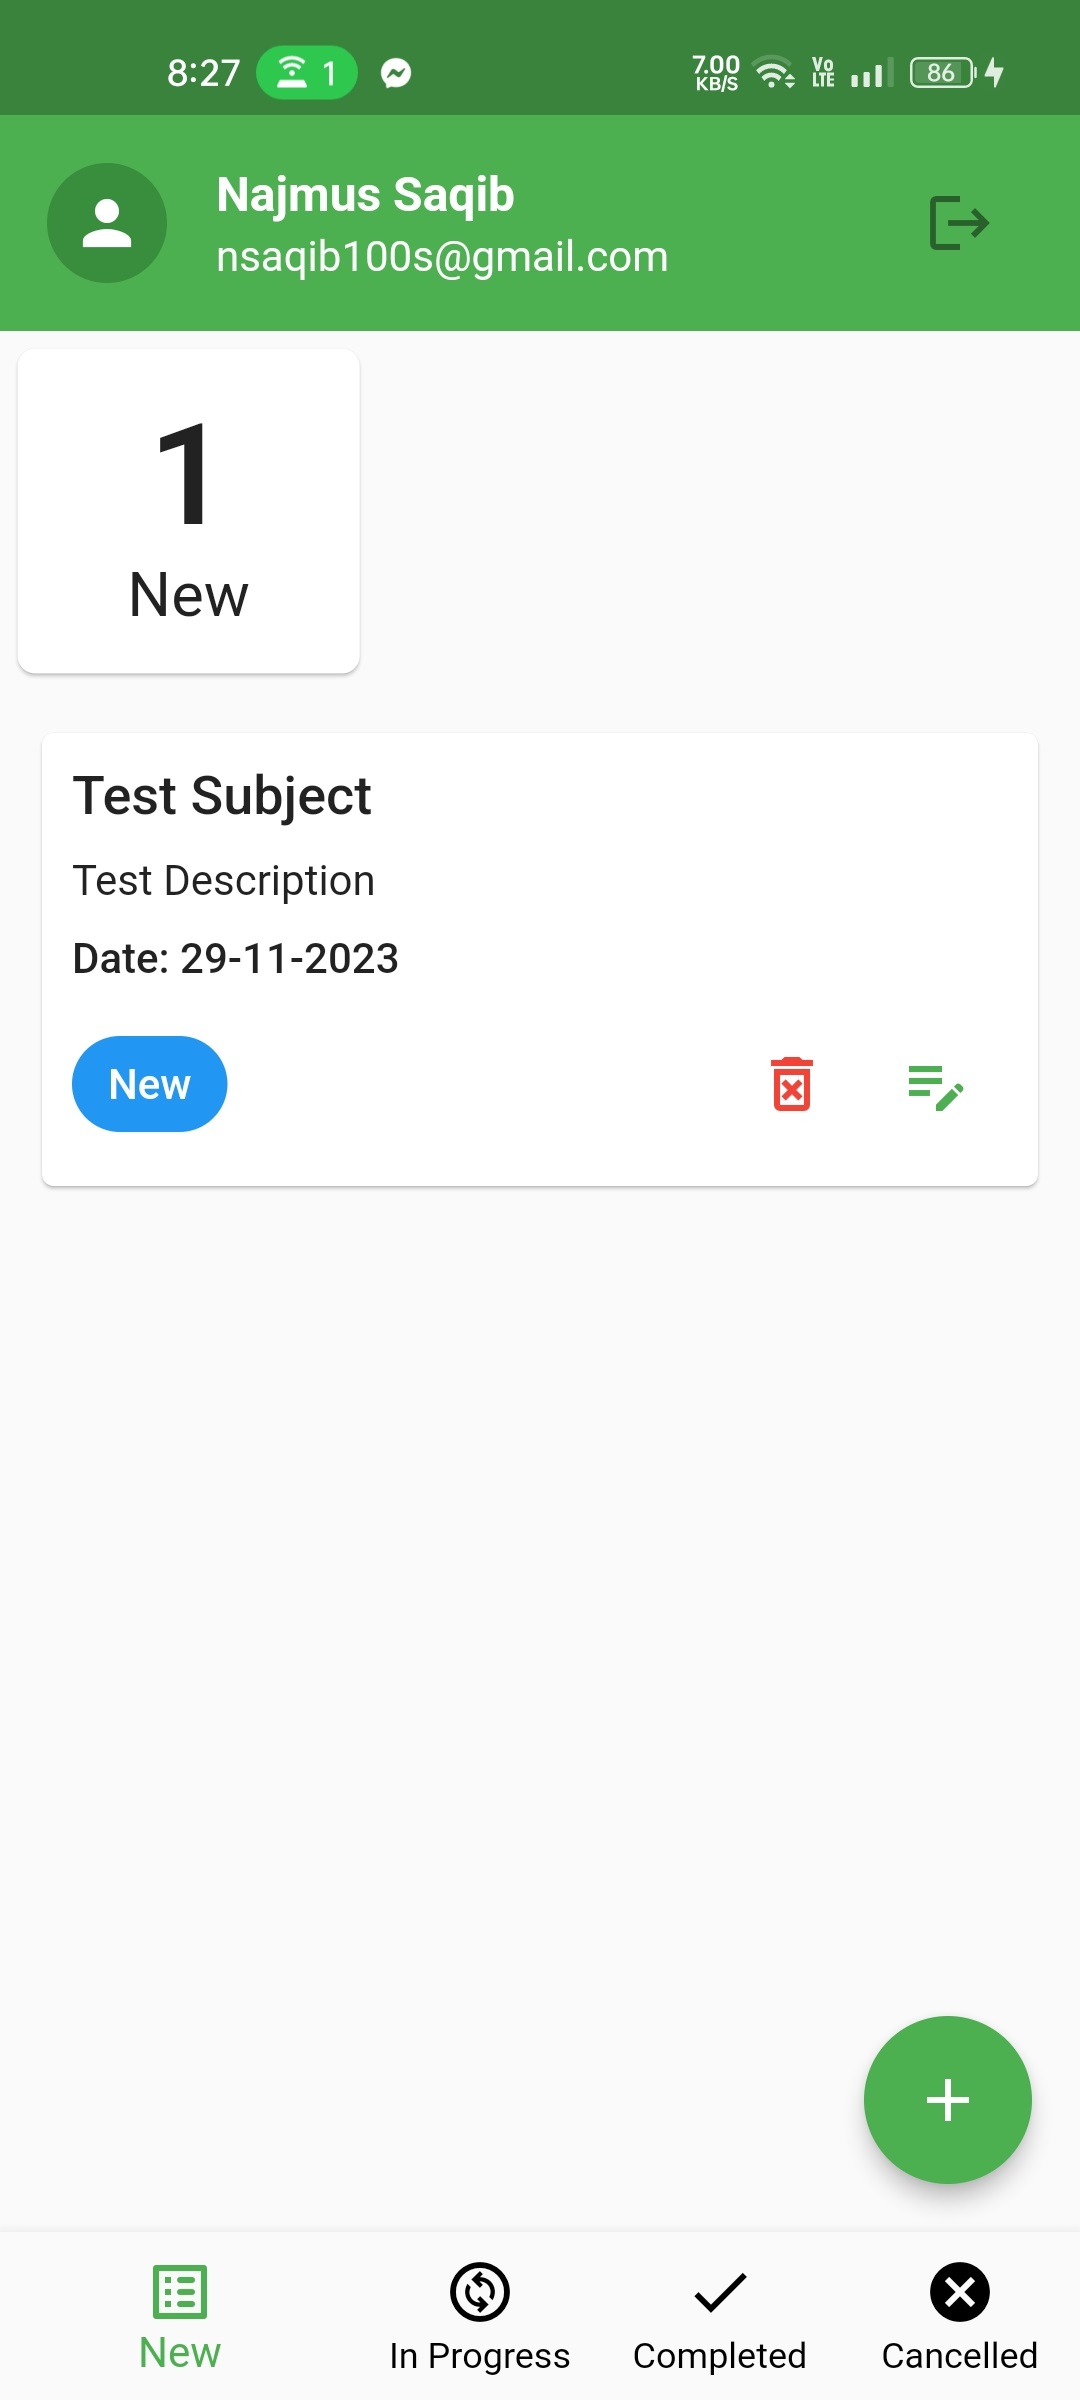 8:27 1 7.00 KB/S Vo LTE 86
Najmus Saqib
nsaqib100s@gmail.com
1
New
Test Subject
Test Description
Date: 29-11-2023
New
New In Progress Completed Cancelled